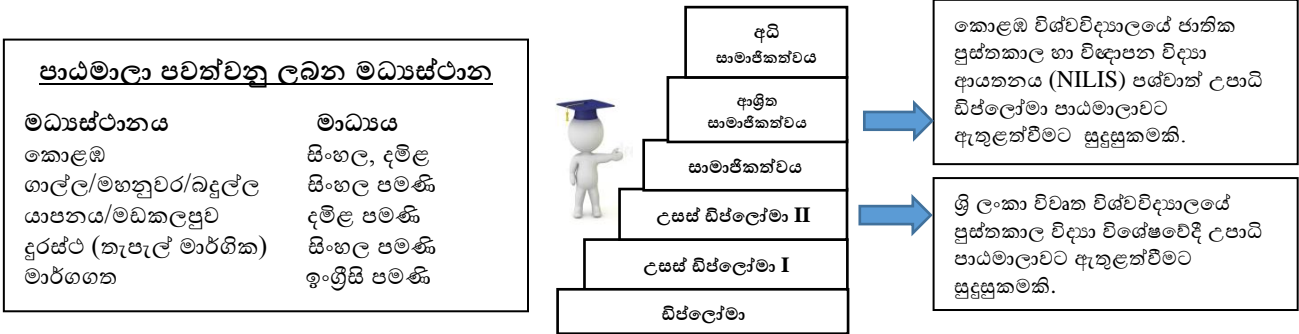 පාඨමාලා පවත්වනු ලබන මධ්‍යස්ථාන
මධ්‍යස්ථානය මාධ්‍යය
කොළඹ සිංහල, දමිළ
ගාල්ල/මහනුවර/බදුල්ල සිංහල පමණි
යාපනය/මඩකලපුව දමිළ පමණි
දුරස්ථ (තැපැල් මාර්ගික) සිංහල පමණි
මාර්ගගත ඉංග්‍රීසි පමණි
අධි
සාමාජිකත්වය
ආශ්‍රිත
සාමාජිකත්වය
සාමාජිකත්වය
උසස් ඩිප්ලෝමා II
උසස් ඩිප්ලෝමා I
ඩිප්ලෝමා
කොළඹ විශ්වවිද්‍යාලයේ ජාතික
පුස්තකාල හා විඥාපන විද්‍යා
ආයතනය (NILIS) පශ්චාත් උපාධි
ඩිප්ලෝමා පාඨමාලාවට
ඇතුළත්වීමට සුදුසුකමකි.
ශ්‍රි ලංකා විවෘත විශ්වවිද්‍යාලයේ
පුස්තකාල විද්‍යා විශේෂවේදී උපාධි
පාඨමාලාවට ඇතුළත්වීමට
සුදුසුකමකි.